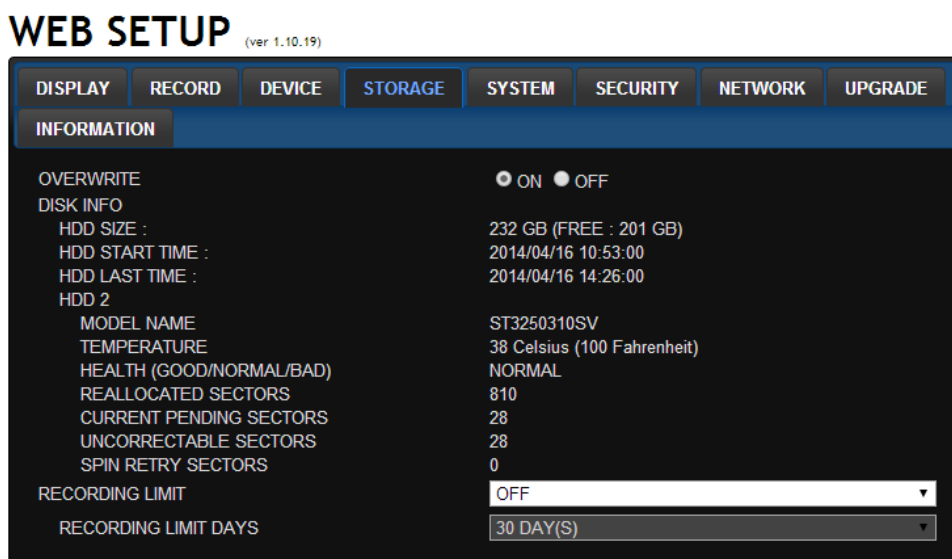 WEB SETUP (ver 1.10.19)
DISPLAY RECORD DEVICE STORAGE SYSTEM SECURITY NETWORK UPGRADE
INFORMATION
OVERWRITE ON OFF
DISK INFO
HDD SIZE : 232 GB (FREE : 201 GB)
HDD START TIME : 2014/04/16 10:53:00
HDD LAST TIME : 2014/04/16 14:26:00
HDD 2
MODEL NAME ST3250310SV
TEMPERATURE 38 Celsius (100 Fahrenheit)
HEALTH (GOOD/NORMAL/BAD) NORMAL
REALLOCATED SECTORS 810
CURRENT PENDING SECTORS 28
UNCORRECTABLE SECTORS 28
SPIN RETRY SECTORS 0
RECORDING LIMIT OFF
RECORDING LIMIT DAYS 30 DAY(S)